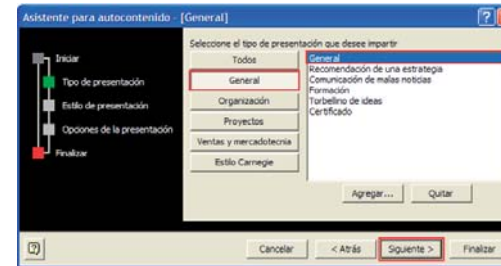 Asistente para autocontenido - [General]
?
Iniciar
Tipo de presentación
Estilo de presentación
Opciones de la presentación
Finalizar
Seleccione el tipo de presentación que desee impartir
Todos
General
Organización
Proyectos
Ventas y mercadotecnia
Estilo Carnegie
General
Recomendación de una estrategia
Comunicación de malas noticias
Formación
Torbellino de ideas
Certificado
Agregar...
Quitar
?
Cancelar
< Atrás
Siguiente >
Finalizar